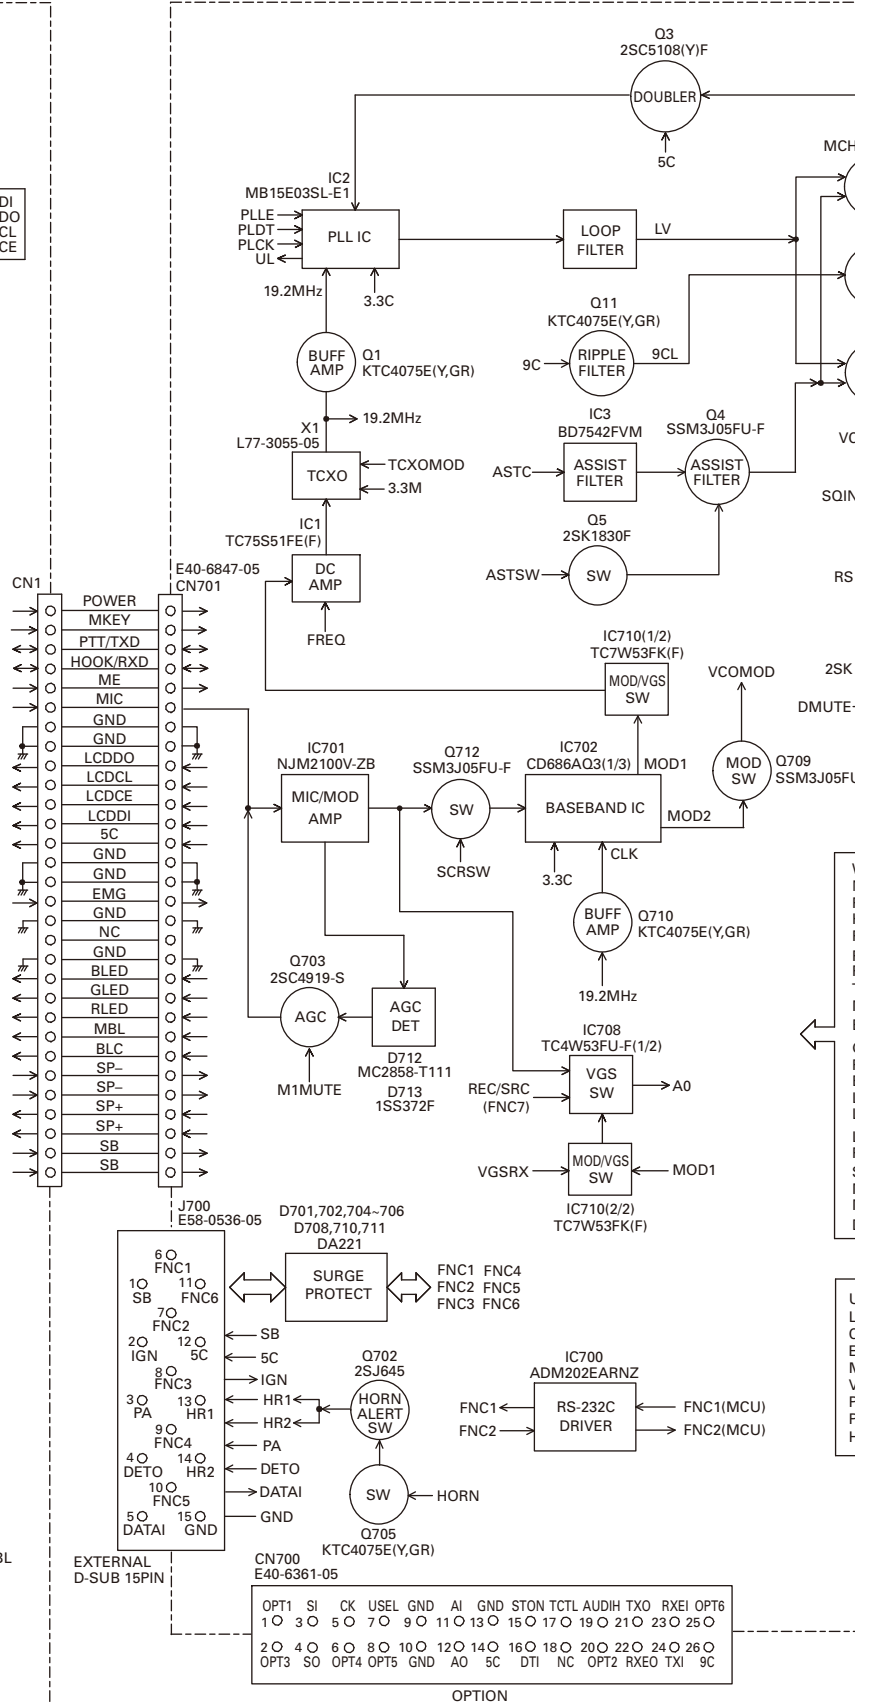 Q3
2SC5108(Y)F
DOUBLER
5C
MCH
IC2
MB15E03SL-E1
PLLE
PLDT
PLCK
UL
PLL IC
LOOP
FILTER
LV
DI
DO
CL
CE
19.2MHz
3.3C
Q11
KTC4075E(Y,GR)
RIPPLE
FILTER
9C
9CL
BUFF
AMP
Q1
KTC4075E(Y,GR)
19.2MHz
X1
L77-3055-05
TCXO
TCXOMOD
3.3M
IC3
BD7542FVM
ASTC
ASSIST
FILTER
Q4
SSM3J05FU-F
ASSIST
FILTER
VC
SQIN
IC1
TC75S51FE(F)
DC
AMP
FREQ
Q5
2SK1830F
ASTSW
SW
RS
CN1
E40-6847-05
CN701
POWER
MKEY
PTT/TXD
HOOK/RXD
ME
MIC
GND
GND
LCDDO
LCDCL
LCDCE
LCDDI
5C
GND
GND
EMG
GND
NC
GND
BLED
GLED
RLED
MBL
BLC
SP–
SP–
SP+
SP+
SB
SB
IC710(1/2)
TC7W53FK(F)
MOD/VGS
SW
VCOMOD
2SK
DMUTE
IC701
NJM2100V-ZB
MIC/MOD
AMP
Q712
SSM3J05FU-F
SW
SCRSW
IC702
CD686AQ3(1/3)
MOD1
BASEBAND IC
MOD2
MOD
SW
Q709
SSM3J05FU
3.3C
CLK
BUFF
AMP
Q710
KTC4075E(Y,GR)
19.2MHz
Q703
2SC4919-S
AGC
M1MUTE
AGC
DET
D712
MC2858-T111
D713
1SS372F
IC708
TC4W53FU-F(1/2)
REC/SRC
(FNC7)
VGS
SW
A0
VGSRX
MOD/VGS
SW
MOD1
IC710(2/2)
TC7W53FK(F)
J700
E58-0536-05
6
FNC1
1
SB
11
FNC6
7
FNC2
2
IGN
12
5C
8
FNC3
3
PA
13
HR1
9
FNC4
4
DETO
14
HR2
10
FNC5
5
DATAI
15
GND
EXTERNAL
D-SUB 15PIN
D701,702,704~706
D708,710,711
DA221
SURGE
PROTECT
FNC1 FNC4
FNC2 FNC5
FNC3 FNC6
SB
5C
IGN
HR1
HR2
PA
DETO
DATAI
GND
Q702
2SJ645
HORN
ALERT
SW
SW
HORN
Q705
KTC4075E(Y,GR)
IC700
ADM202EARNZ
FNC1
FNC2
RS-232C
DRIVER
FNC1(MCU)
FNC2(MCU)
CN700
E40-6361-05
OPT1 SI CK USEL GND AI GND STON TCTL AUDIH TXO RXEI OPT6
1 3 5 7 9 11 13 15 17 19 21 23 25
2 4 6 8 10 12 14 16 18 20 22 24 26
OPT3 SO OPT4 OPT5 GND AO 5C DTI NC OPT2 RXEO TXI 9C
OPTION